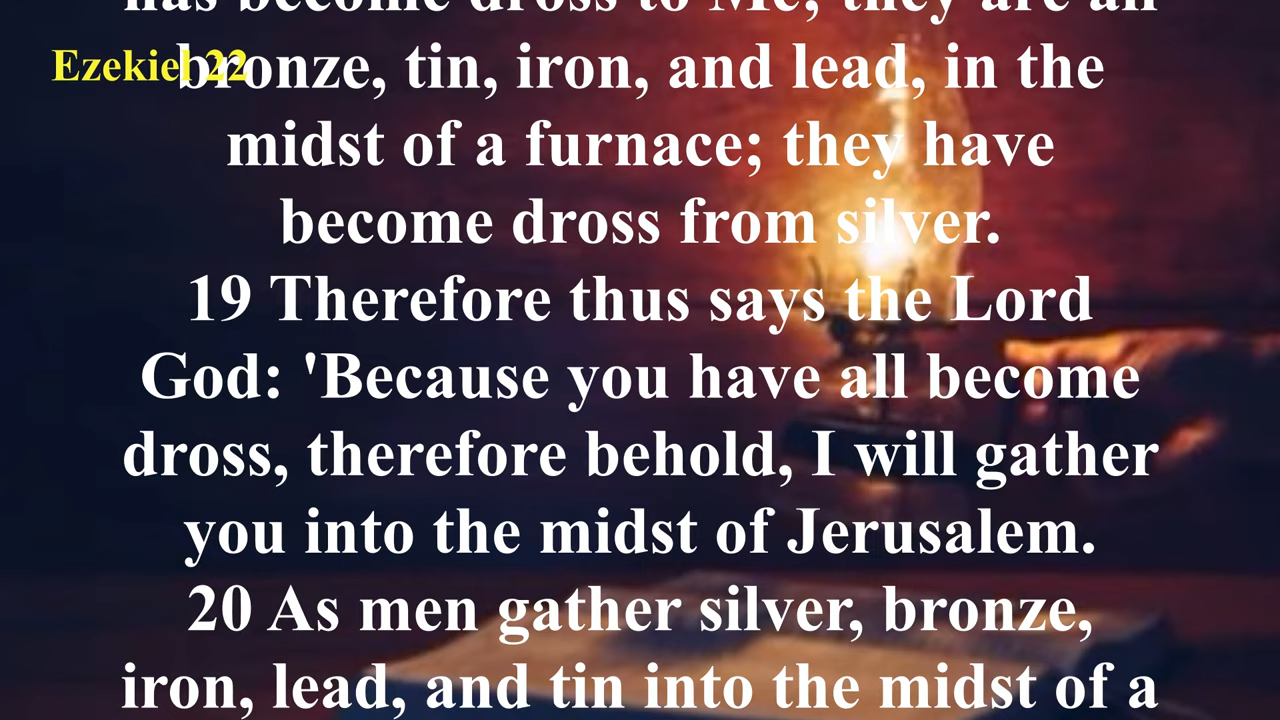 has become dross to Me; they are all
Ezekiel 22
bronze, tin, iron, and lead, in the
midst of a furnace; they have
become dross from silver.
19 Therefore thus says the Lord
God: 'Because you have all become
dross, therefore behold, I will gather
you into the midst of Jerusalem.
20 As men gather silver, bronze,
iron, lead, and tin into the midst of a